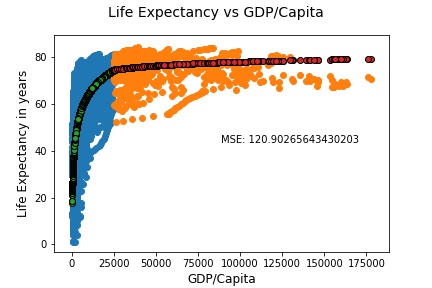 Life Expectancy vs GDP/Capita
Life Expectancy in years
80
60
40
20
0
MSE: 120.90265643430203
0 25000 50000 75000 100000 125000 150000 175000
GDP/Capita